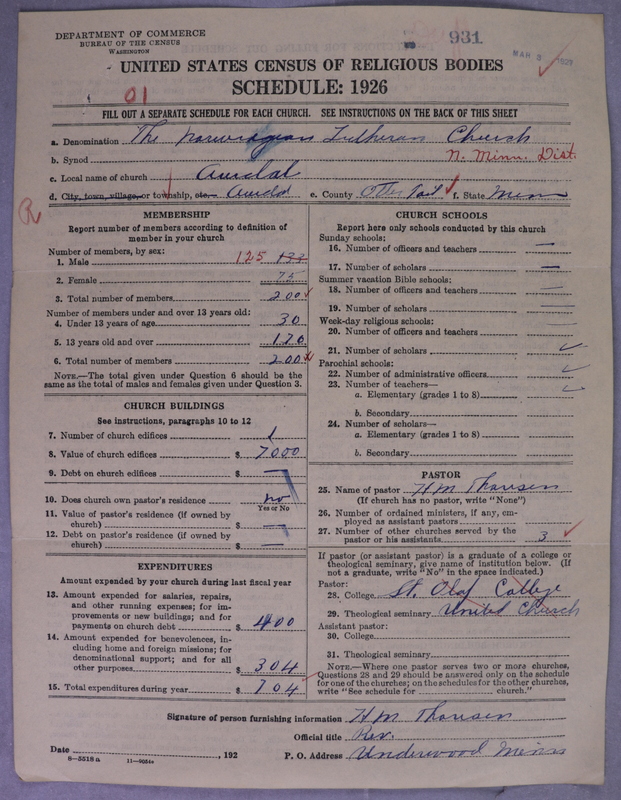 DEPARTMENT OF COMMERCE
BUREAU OF THE CENSUS
WASHINGTON
931
MAR 3 1928
UNITED STATES CENSUS OF RELIGIOUS BODIES
SCHEDULE: 1926
01
FILL OUT A SEPARATE SCHEDULE FOR EACH CHURCH. SEE INSTRUCTIONS ON THE BACK OF THIS SHEET
a. Denomination The Norwegian Lutheran Church
b. Synod N. Minn. Dist.
c. Local name of church Aurdal
d. City, town, village, or township, etc. Aurdal e. County Otter Tail f. State Minn
R
MEMBERSHIP
Report number of members according to definition of
member in your church
Number of members, by sex:
1. Male 125
2. Female 75
3. Total number of members 200
Number of members under and over 13 years old:
4. Under 13 years of age 30
5. 13 years old and over 170
6. Total number of members 200
NOTE.—The total given under Question 6 should be
same as the total of males and females given under Question 3.
CHURCH BUILDINGS
See instructions, paragraphs 10 to 12
7. Number of church edifices 1
8. Value of church edifices $ 7000
9. Debt on church edifices $ —
10. Does church own pastor's residence no
Yes or No
11. Value of pastor's residence (if owned by
church) $ —
12. Debt on pastor's residence (if owned by
church) $ —
EXPENDITURES
Amount expended by your church during last fiscal year
13. Amount expended for salaries, repairs,
and other running expenses; for im-
provements or new buildings; and for
payments on church debt $ 400
14. Amount expended for benevolences, in-
cluding home and foreign missions; for
denominational support; and for all
other purposes $ 304
15. Total expenditures during year $ 704
CHURCH SCHOOLS
Report here only schools conducted by this church
Sunday schools:
16. Number of officers and teachers —
17. Number of scholars —
Summer vacation Bible schools:
18. Number of officers and teachers —
19. Number of scholars —
Week-day religious schools:
20. Number of officers and teachers
21. Number of scholars
Parochial schools:
22. Number of administrative officers
23. Number of teachers—
a. Elementary (grades 1 to 8)
b. Secondary
24. Number of scholars—
a. Elementary (grades 1 to 8)
b. Secondary
PASTOR
25. Name of pastor H M Thorisen
(If church has no pastor, write "None")
26. Number of ordained ministers, if any, em-
ployed as assistant pastors
27. Number of other churches served by the
pastor or his assistants 3
If pastor (or assistant pastor) is a graduate of a college or
theological seminary, give name of institution below. (If
not a graduate, write "No" in the space indicated.)
Pastor:
28. College St. Olaf College
29. Theological seminary United Church
Assistant pastor:
30. College
31. Theological seminary
NOTE.—Where one pastor serves two or more churches,
Questions 28 and 29 should be answered only on the schedule
for one of the churches; on the schedules for the other churches,
write "See schedule for church."
Signature of person furnishing information H M Thorisen
Official title Rev.
Date , 192 P. O. Address Underwood Minn
6—5518 a 11—9054